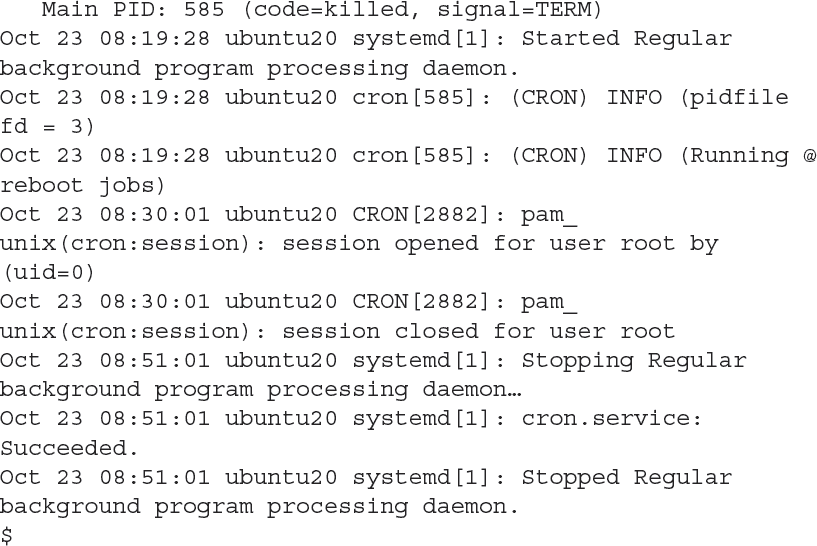 Main PID: 585 (code=killed, signal=TERM)
Oct 23 08:19:28 ubuntu20 systemd[1]: Started Regular
background program processing daemon.
Oct 23 08:19:28 ubuntu20 cron[585]: (CRON) INFO (pidfile
fd = 3)
Oct 23 08:19:28 ubuntu20 cron[585]: (CRON) INFO (Running @
reboot jobs)
Oct 23 08:30:01 ubuntu20 CRON[2882]: pam_
unix(cron:session): session opened for user root by
(uid=0)
Oct 23 08:30:01 ubuntu20 CRON[2882]: pam_
unix(cron:session): session closed for user root
Oct 23 08:51:01 ubuntu20 systemd[1]: Stopping Regular
background program processing daemon…
Oct 23 08:51:01 ubuntu20 systemd[1]: cron.service:
Succeeded.
Oct 23 08:51:01 ubuntu20 systemd[1]: Stopped Regular
background program processing daemon.
$